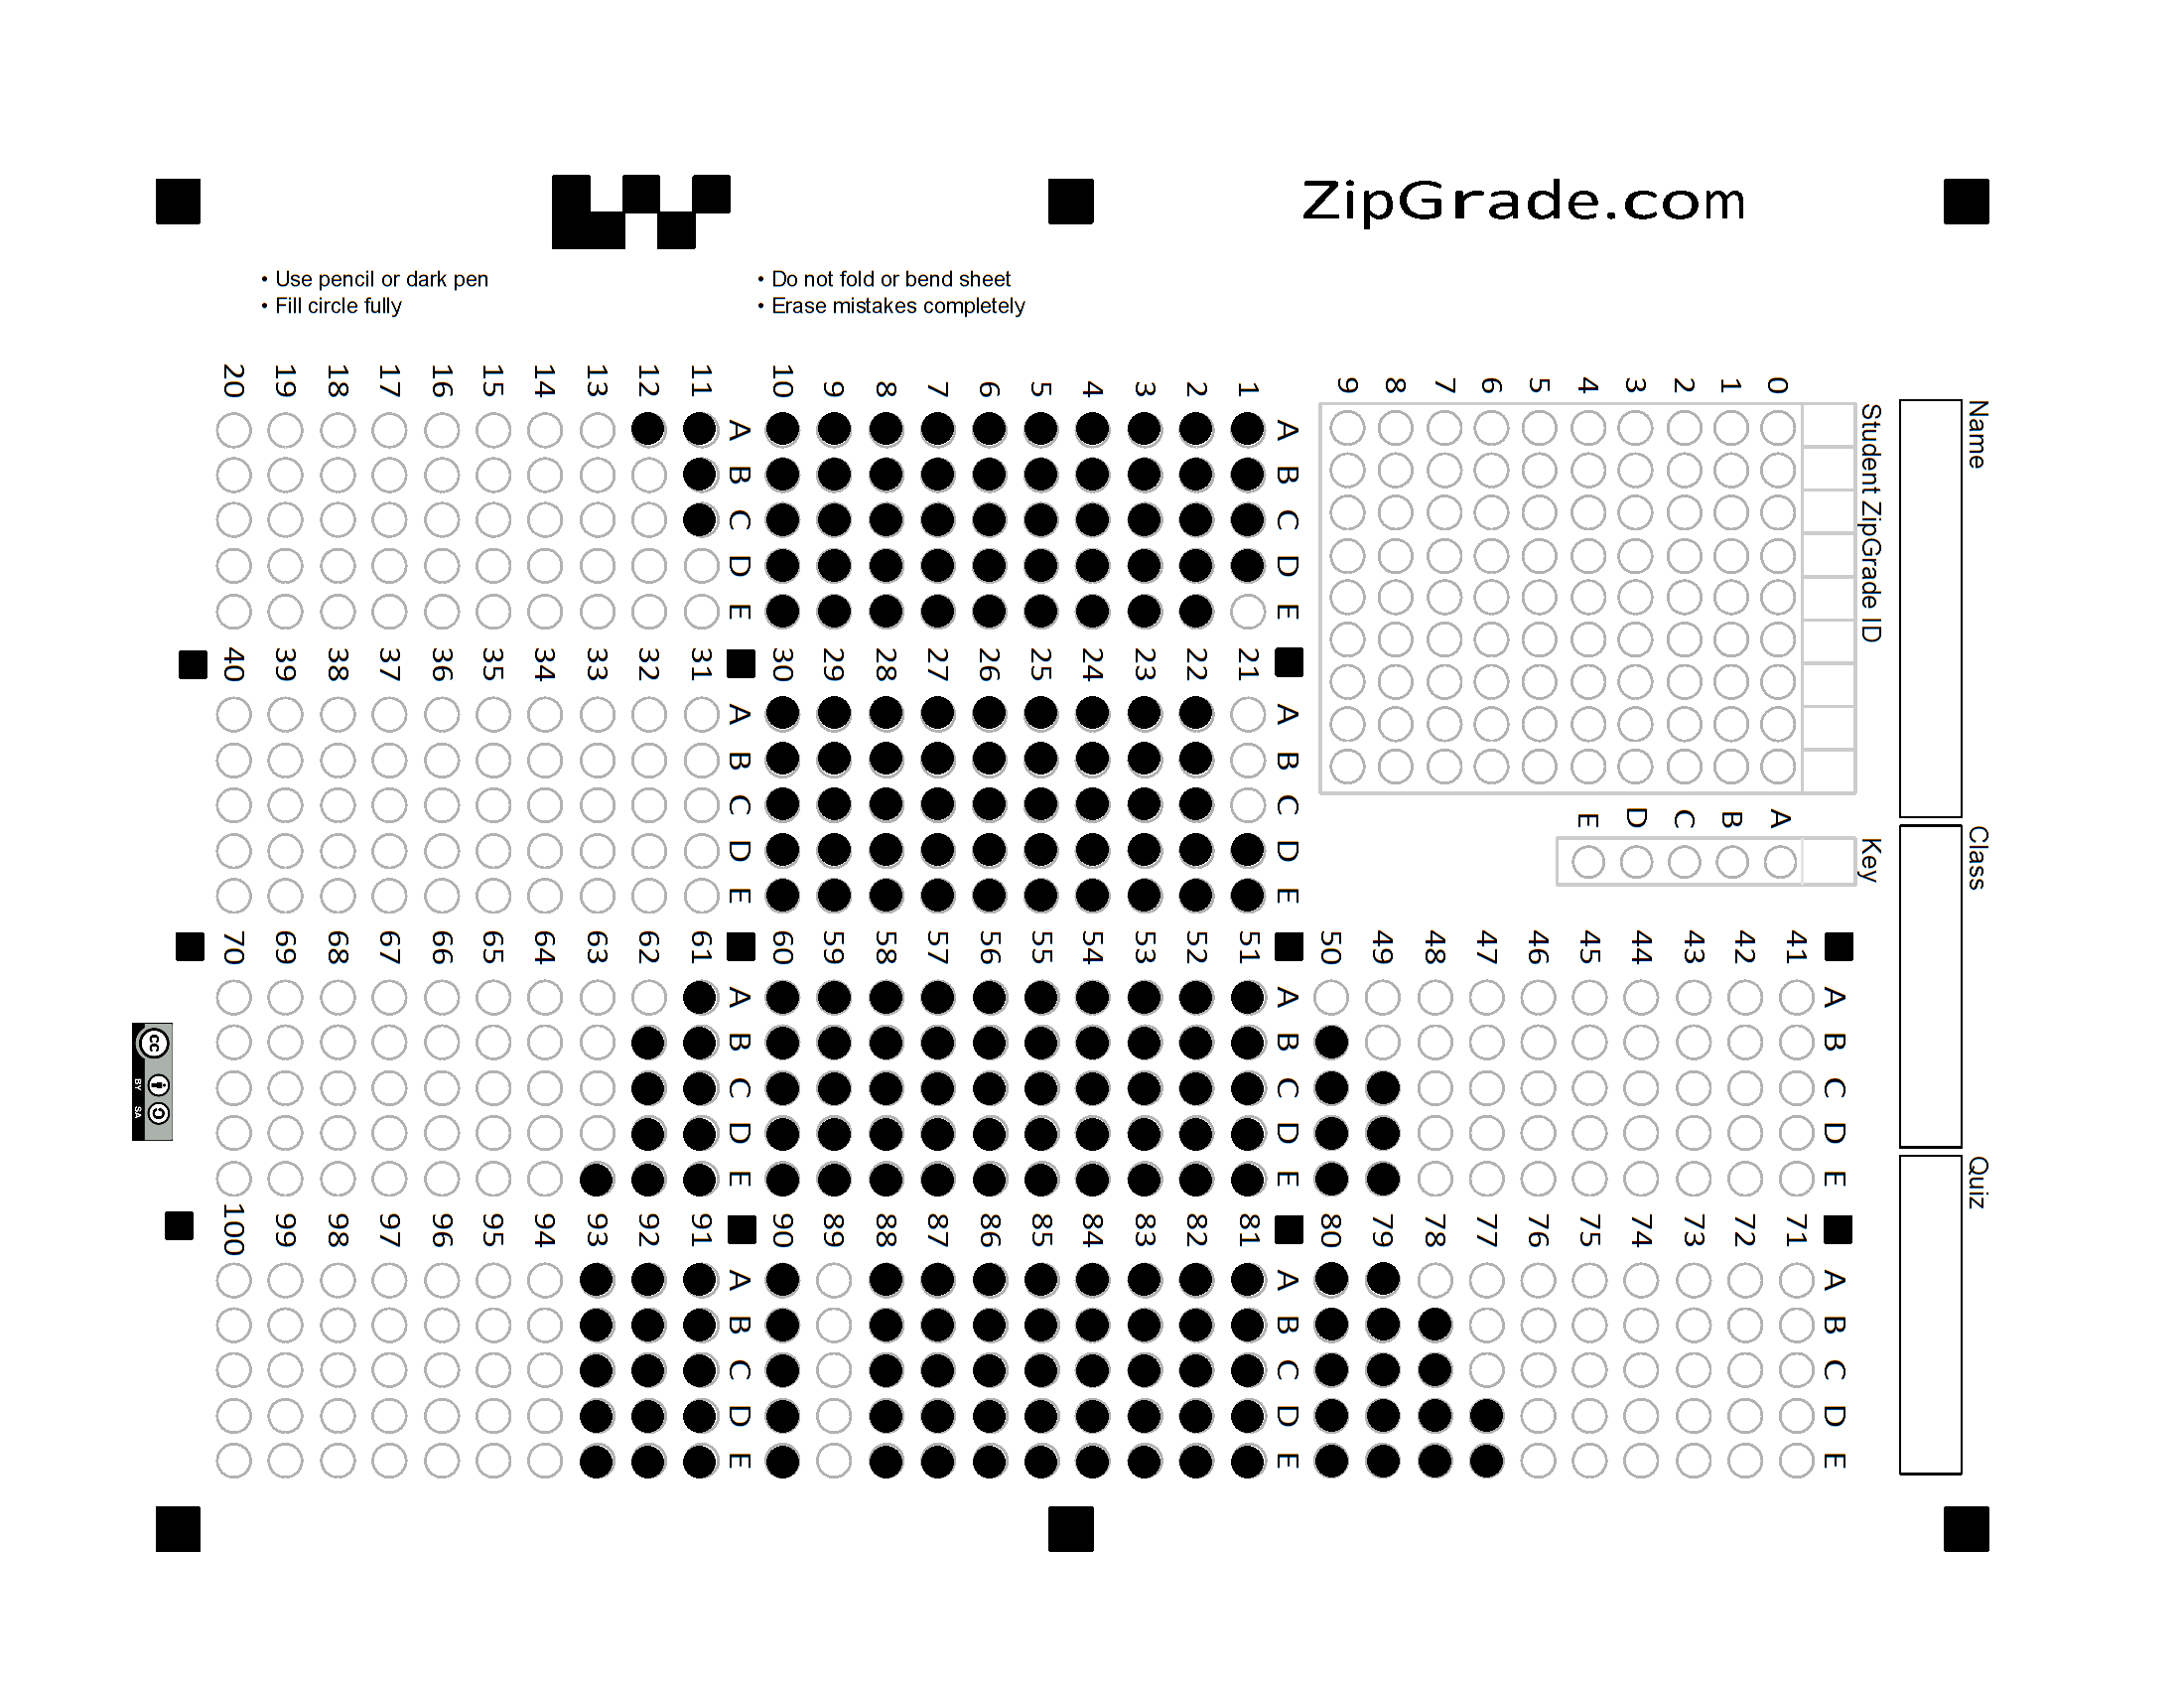 ZipGrade.com
• Use pencil or dark pen
• Fill circle fully
• Do not fold or bend sheet
• Erase mistakes completely
Name
Class
Quiz
Student ZipGrade ID
0 1 2 3 4 5 6 7 8 9
Key
A B C D E
A B C D E
1 2 3 4 5 6 7 8 9 10
A B C D E
11 12 13 14 15 16 17 18 19 20
A B C D E
21 22 23 24 25 26 27 28 29 30
A B C D E
31 32 33 34 35 36 37 38 39 40
A B C D E
41 42 43 44 45 46 47 48 49 50
A B C D E
51 52 53 54 55 56 57 58 59 60
A B C D E
61 62 63 64 65 66 67 68 69 70
A B C D E
71 72 73 74 75 76 77 78 79 80
A B C D E
81 82 83 84 85 86 87 88 89 90
A B C D E
91 92 93 94 95 96 97 98 99 100
cc
BY SA